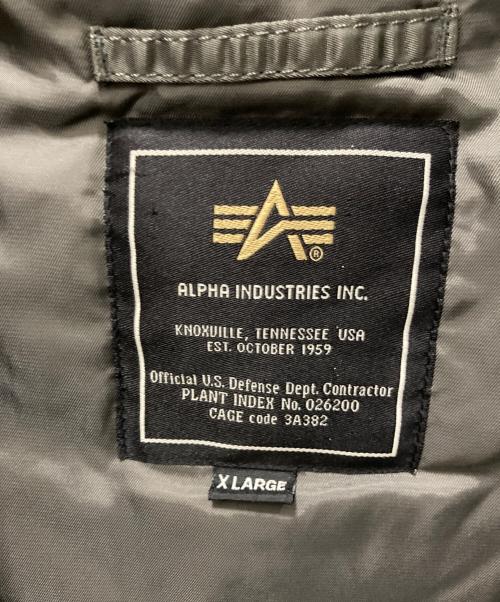 ®
ALPHA INDUSTRIES INC.
KNOXVILLE, TENNESSEE USA
EST. OCTOBER 1959
Official U.S. Defense Dept. Contractor
PLANT INDEX No. 026200
CAGE code 3A382
X LARGE